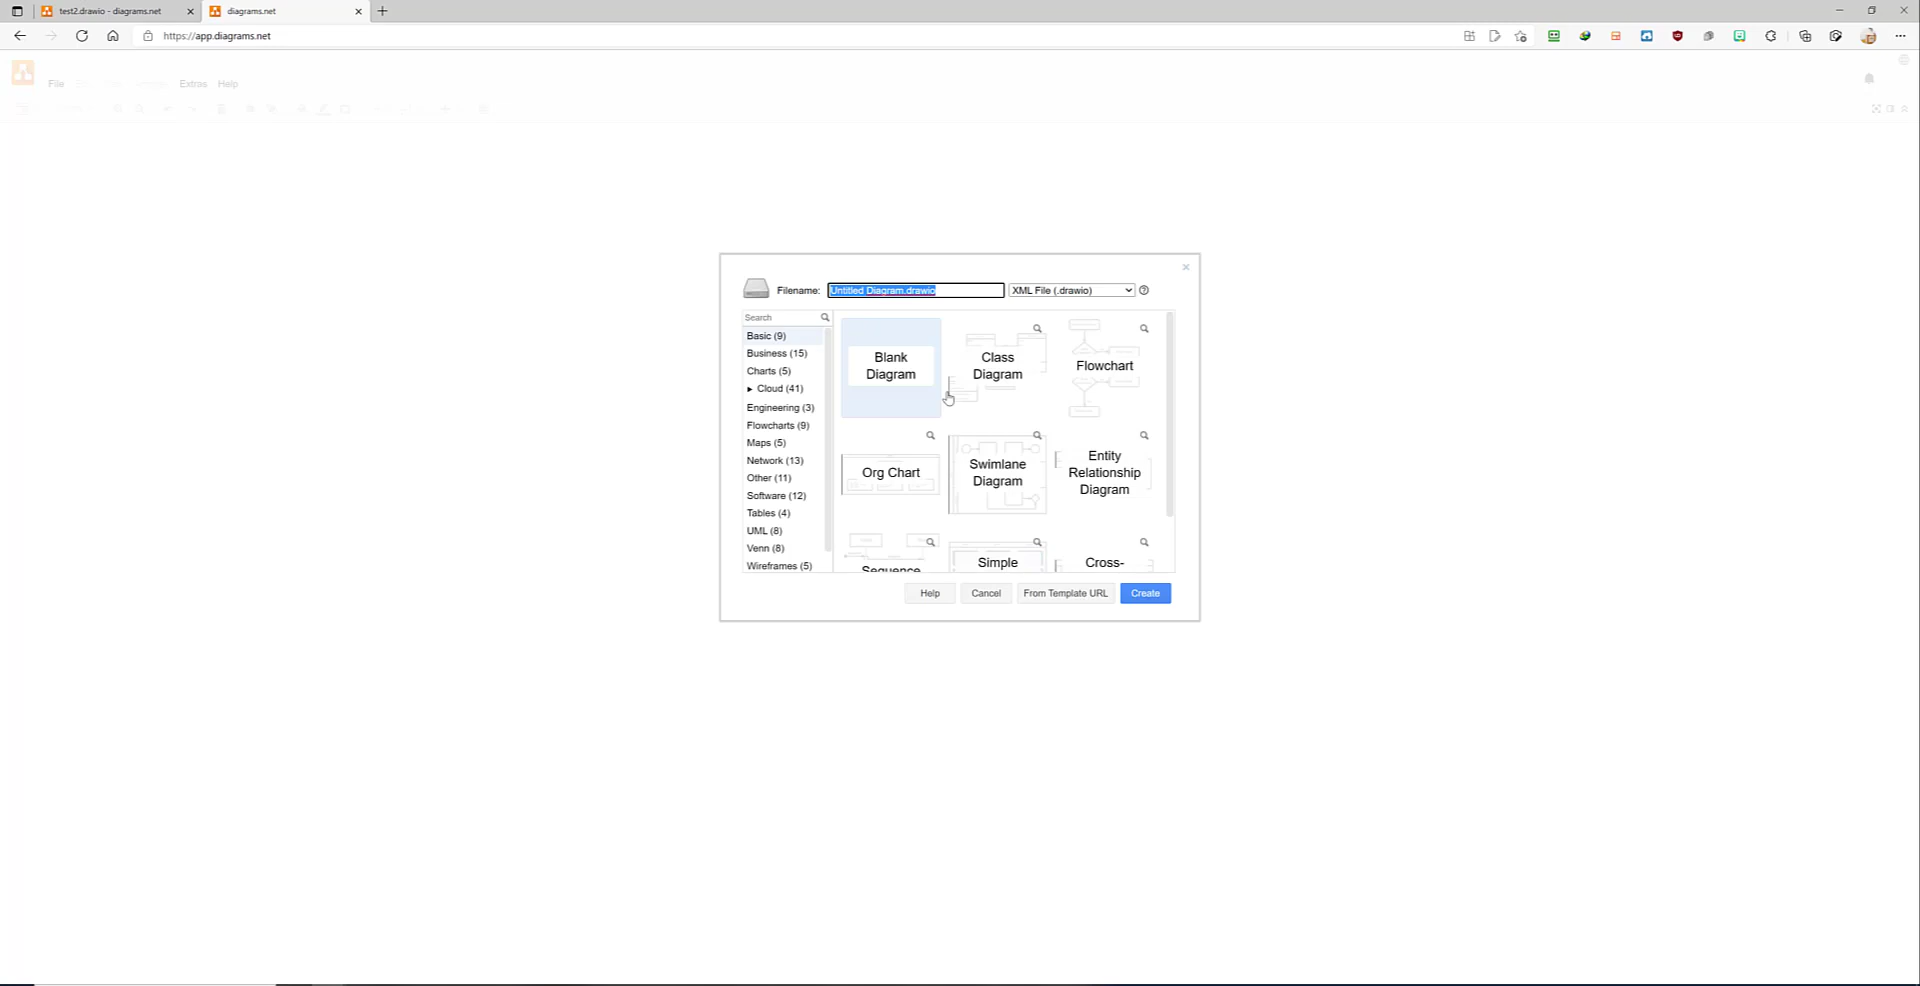 test2.drawio - diagrams.net
diagrams.net
https://app.diagrams.net
File
Extras
Help
Filename:
Untitled Diagram.drawio
XML File (.drawio)
Search
Basic (9)
Business (15)
Charts (5)
Cloud (41)
Engineering (3)
Flowcharts (9)
Maps (5)
Network (13)
Other (11)
Software (12)
Tables (4)
UML (8)
Venn (8)
Wireframes (5)
Blank
Diagram
Class
Diagram
Flowchart
Org Chart
Swimlane
Diagram
Entity
Relationship
Diagram
Sequence
Simple
Cross-
Help
Cancel
From Template URL
Create